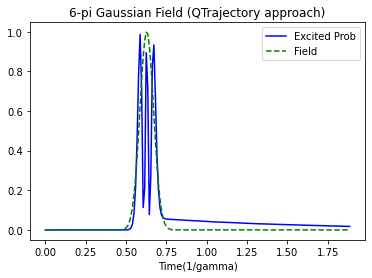 6-pi Gaussian Field (QTrajectory approach)
1.0
0.8
0.6
0.4
0.2
0.0
Excited Prob
Field
0.00 0.25 0.50 0.75 1.00 1.25 1.50 1.75
Time(1/gamma)